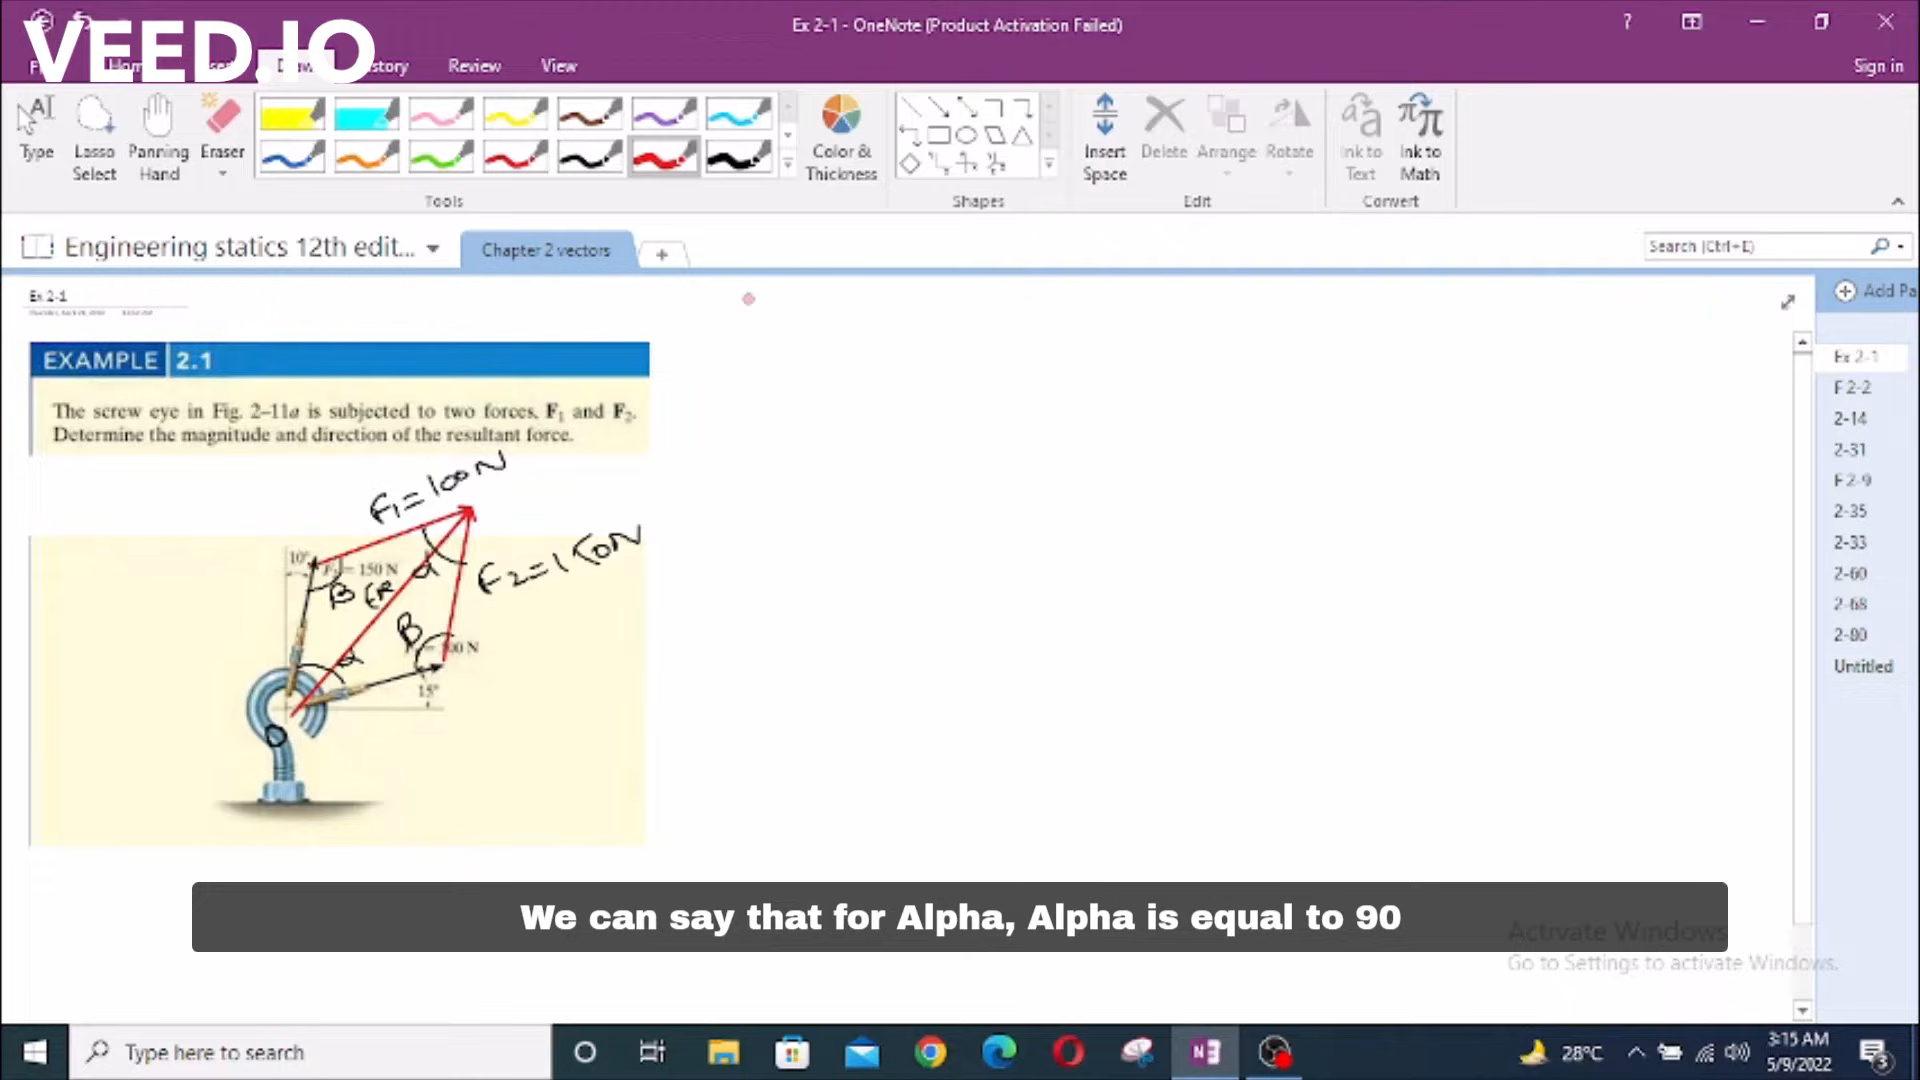 VEED.IO
Ex 2-1 - OneNote (Product Activation Failed)
?
Review
View
Sign in
Type
Lasso Select
Panning Hand
Eraser
Color & Thickness
Insert Space
Delete
Arrange
Rotate
Ink to Text
Ink to Math
Tools
Shapes
Edit
Convert
Engineering statics 12th edit...
Chapter 2 vectors
Search (Ctrl+E)
Ex 2-1
Add Pa
EXAMPLE 2.1
The screw eye in Fig. 2–11a is subjected to two forces, F1 and F2.
Determine the magnitude and direction of the resultant force.
F1=100N
10°
= 150 N
F2=150N
B
FR
α
B
α
15°
O
Ex 2-1
F 2-2
2-14
2-31
F 2-9
2-35
2-33
2-60
2-68
2-80
Untitled
We can say that for Alpha, Alpha is equal to 90
Activate Windows
Go to Settings to activate Windows.
Type here to search
28°C
3:15 AM
5/9/2022
3